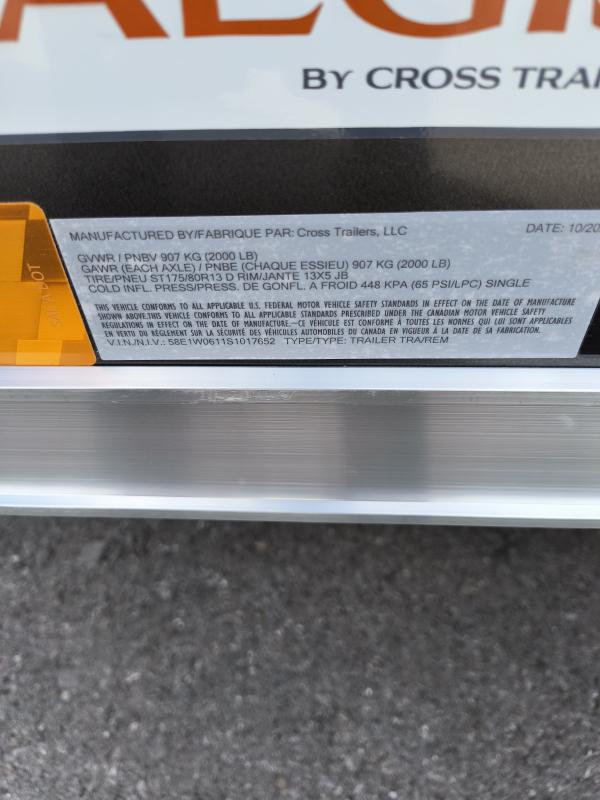 BY CROSS
MANUFACTURED BY/FABRIQUE PAR: Cross Trailers, LLC DATE: 10/20
GVWR / PNBV 907 KG (2000 LB)
GAWR (EACH AXLE) / PNBE (CHAQUE ESSIEU) 907 KG (2000 LB)
TIRE/PNEU ST175/80R13 D RIM/JANTE 13X5 JB
COLD INFL. PRESS/PRESS. DE GONFL. A FROID 448 KPA (65 PSI/LPC) SINGLE
THIS VEHICLE CONFORMS TO ALL APPLICABLE U.S. FEDERAL MOTOR VEHICLE SAFETY STANDARDS IN EFFECT ON THE DATE OF MANUFACTURE
SHOWN ABOVE.THIS VEHICLE CONFORMS TO ALL APPLICABLE STANDARDS PRESCRIBED UNDER THE CANADIAN MOTOR VEHICLE SAFETY
REGULATIONS IN EFFECT ON THE DATE OF MANUFACTURE.—CE VÉHICULE EST CONFORME À TOUTES LES NORMES QUI LUI SONT APPLICABLES
EN VERTU DU RÈGLEMENT SUR LA SÉCURITÉ DES VÉHICULES AUTOMOBILES DU CANADA EN VIGUEUR À LA DATE DE SA FABRICATION.
V.I.N./N.I.V.: 58E1W0611S1017652 TYPE/TYPE: TRAILER TRA/REM